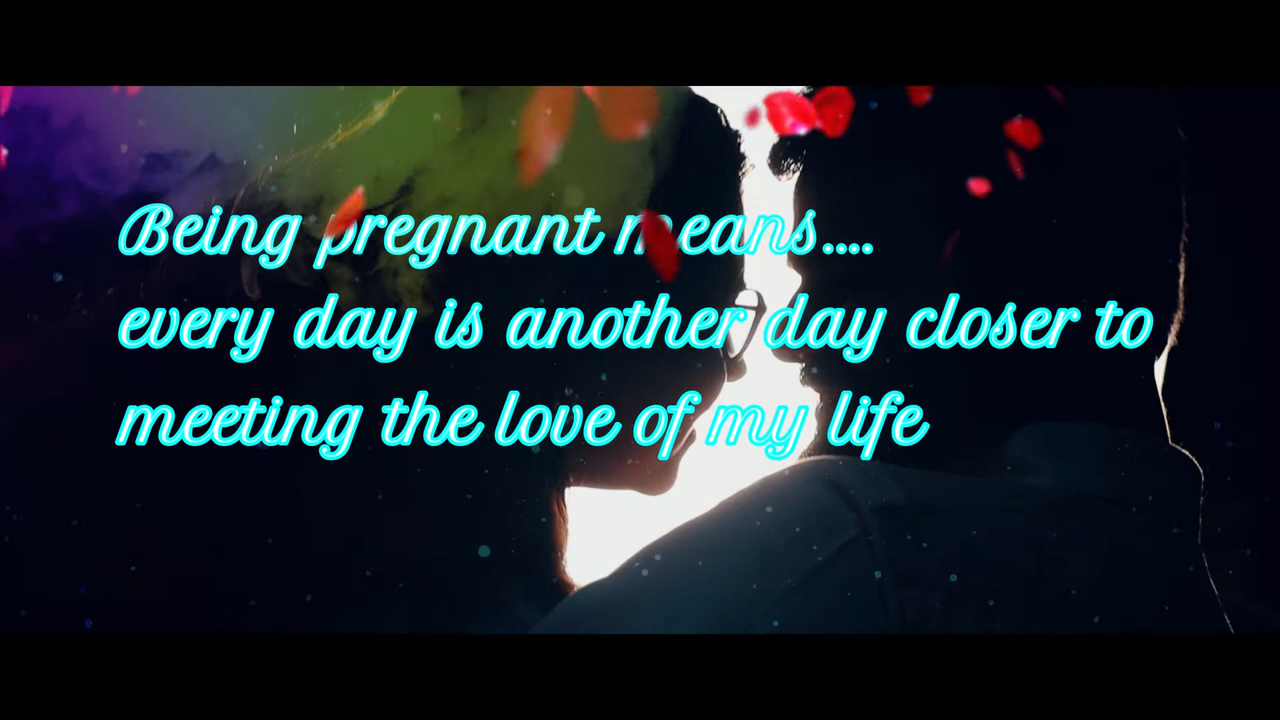 Being pregnant means....
every day is another day closer to
meeting the love of my life